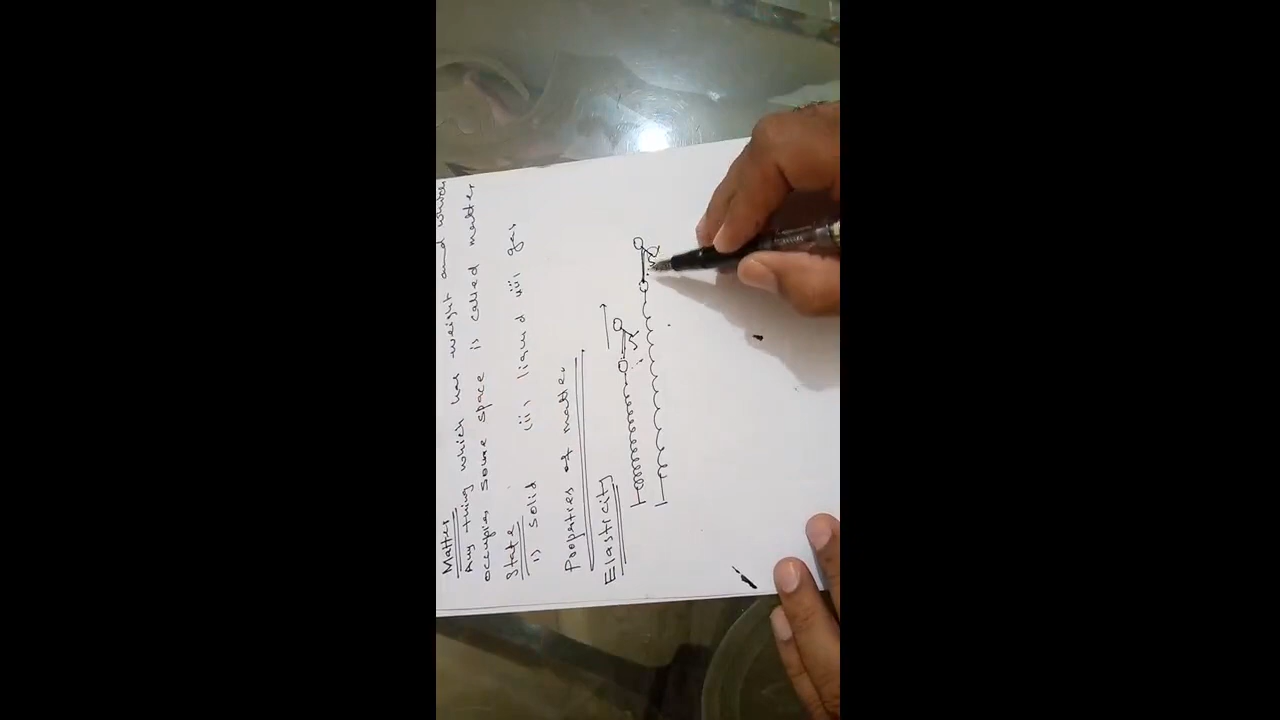 Matter
Any thing which has weight and which
occupies some space is called matter
State
i) solid (ii) liquid iii) gas
Poperties of matter.
Elasticity